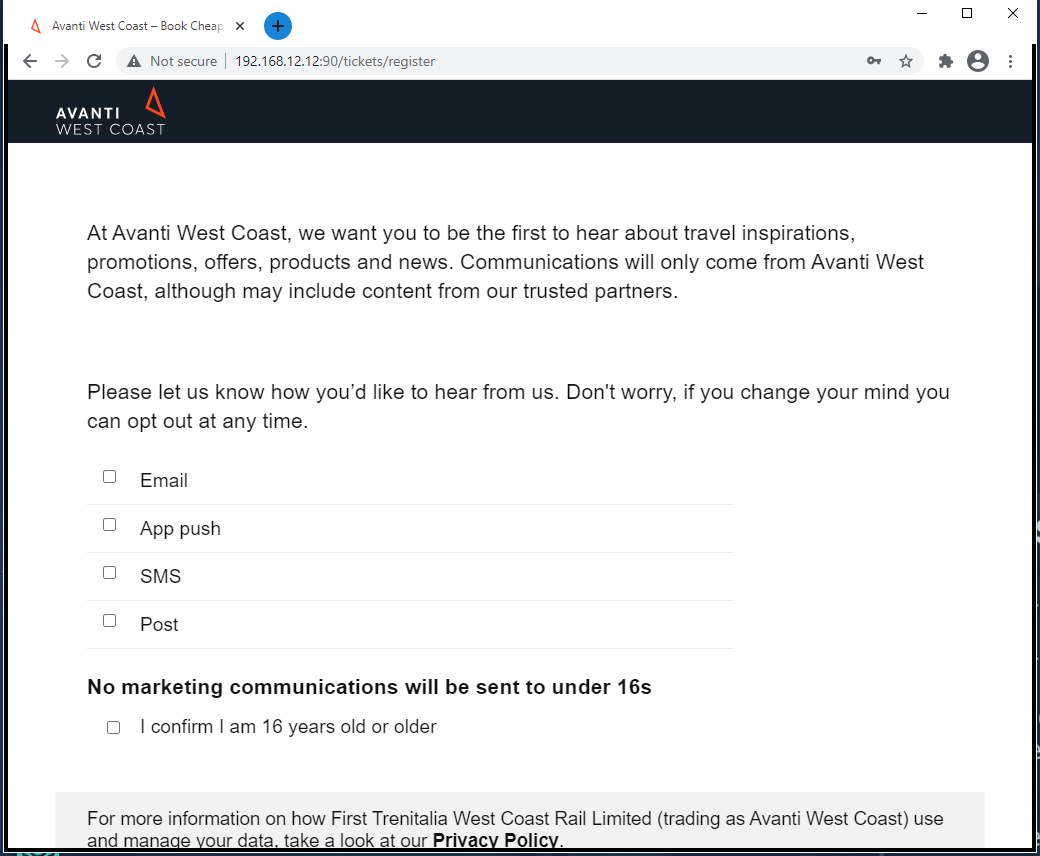 Avanti West Coast – Book Cheap
Not secure
192.168.12.12:90/tickets/register
AVANTI
WEST COAST
At Avanti West Coast, we want you to be the first to hear about travel inspirations,
promotions, offers, products and news. Communications will only come from Avanti West
Coast, although may include content from our trusted partners.
Please let us know how you’d like to hear from us. Don't worry, if you change your mind you
can opt out at any time.
Email
App push
SMS
Post
No marketing communications will be sent to under 16s
I confirm I am 16 years old or older
For more information on how First Trenitalia West Coast Rail Limited (trading as Avanti West Coast) use
and manage your data, take a look at our Privacy Policy.